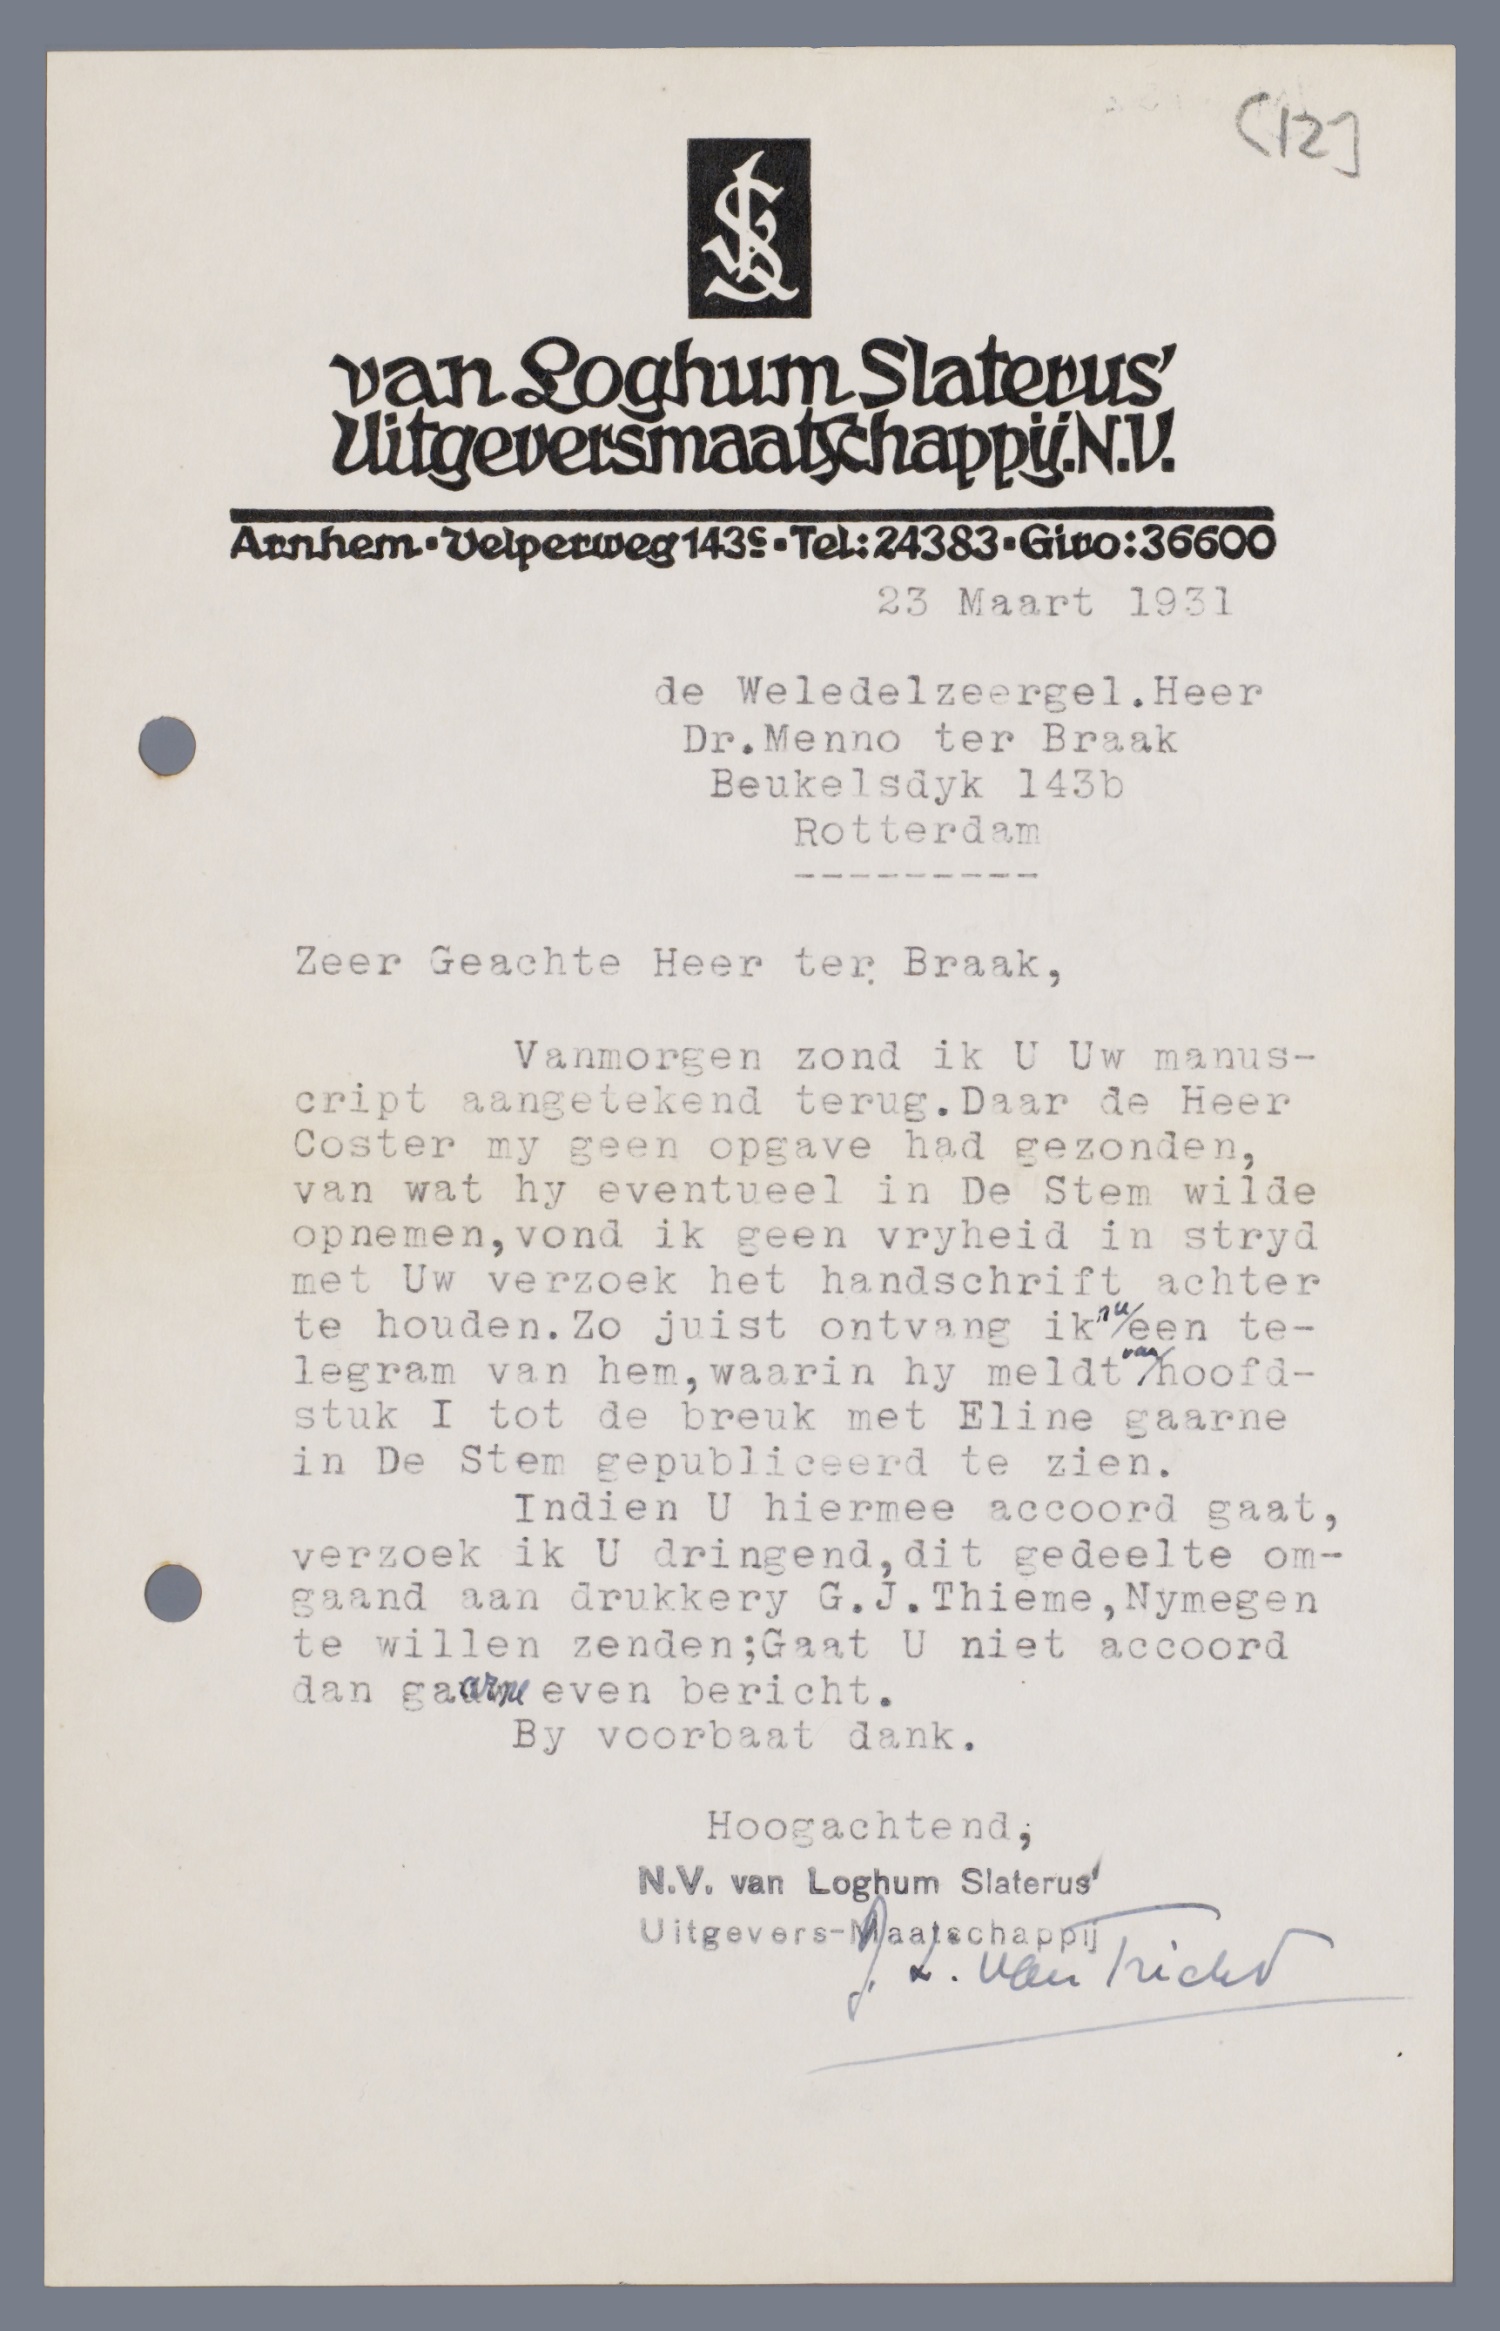 [12]
van Loghum Slaterus'
Uitgeversmaatschappij. N.V.
Arnhem · Velperweg 143c · Tel: 24383 · Giro: 36600
23 Maart 1931
de Weledelzeergel.Heer
Dr.Menno ter Braak
Beukelsdyk 143b
Rotterdam
---------
Zeer Geachte Heer ter Braak,
Vanmorgen zond ik U Uw manus-
cript aangetekend terug.Daar de Heer
Coster my geen opgave had gezonden,
van wat hy eventueel in De Stem wilde
opnemen,vond ik geen vryheid in stryd
met Uw verzoek het handschrift achter
te houden.Zo juist ontvang ik nu een te-
legram van hem,waarin hy meldt van hoofd-
stuk I tot de breuk met Eline gaarne
in De Stem gepubliceerd te zien.
Indien U hiermee accoord gaat,
verzoek ik U dringend,dit gedeelte om-
gaand aan drukkery G.J.Thieme,Nymegen
te willen zenden;Gaat U niet accoord
dan gaarne even bericht.
By voorbaat dank.
Hoogachtend,
N.V. van Loghum Slaterus'
Uitgevers-Maatschappij
J. L. van Tricht